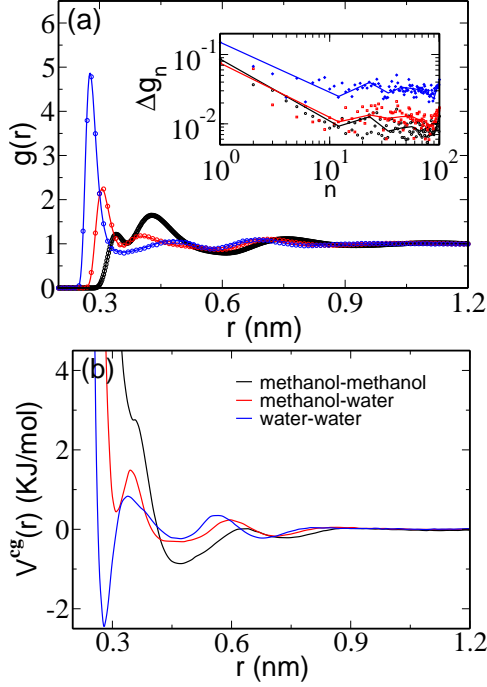 (a)
g(r)
6
5
4
3
2
1
0
0.3
0.6
0.9
1.2
r (nm)
Δg_n
10^-1
10^-2
10^0
10^1
10^2
n
(b)
V^cg(r) (KJ/mol)
4
2
0
-2
0.3
0.6
0.9
1.2
r (nm)
methanol-methanol
methanol-water
water-water